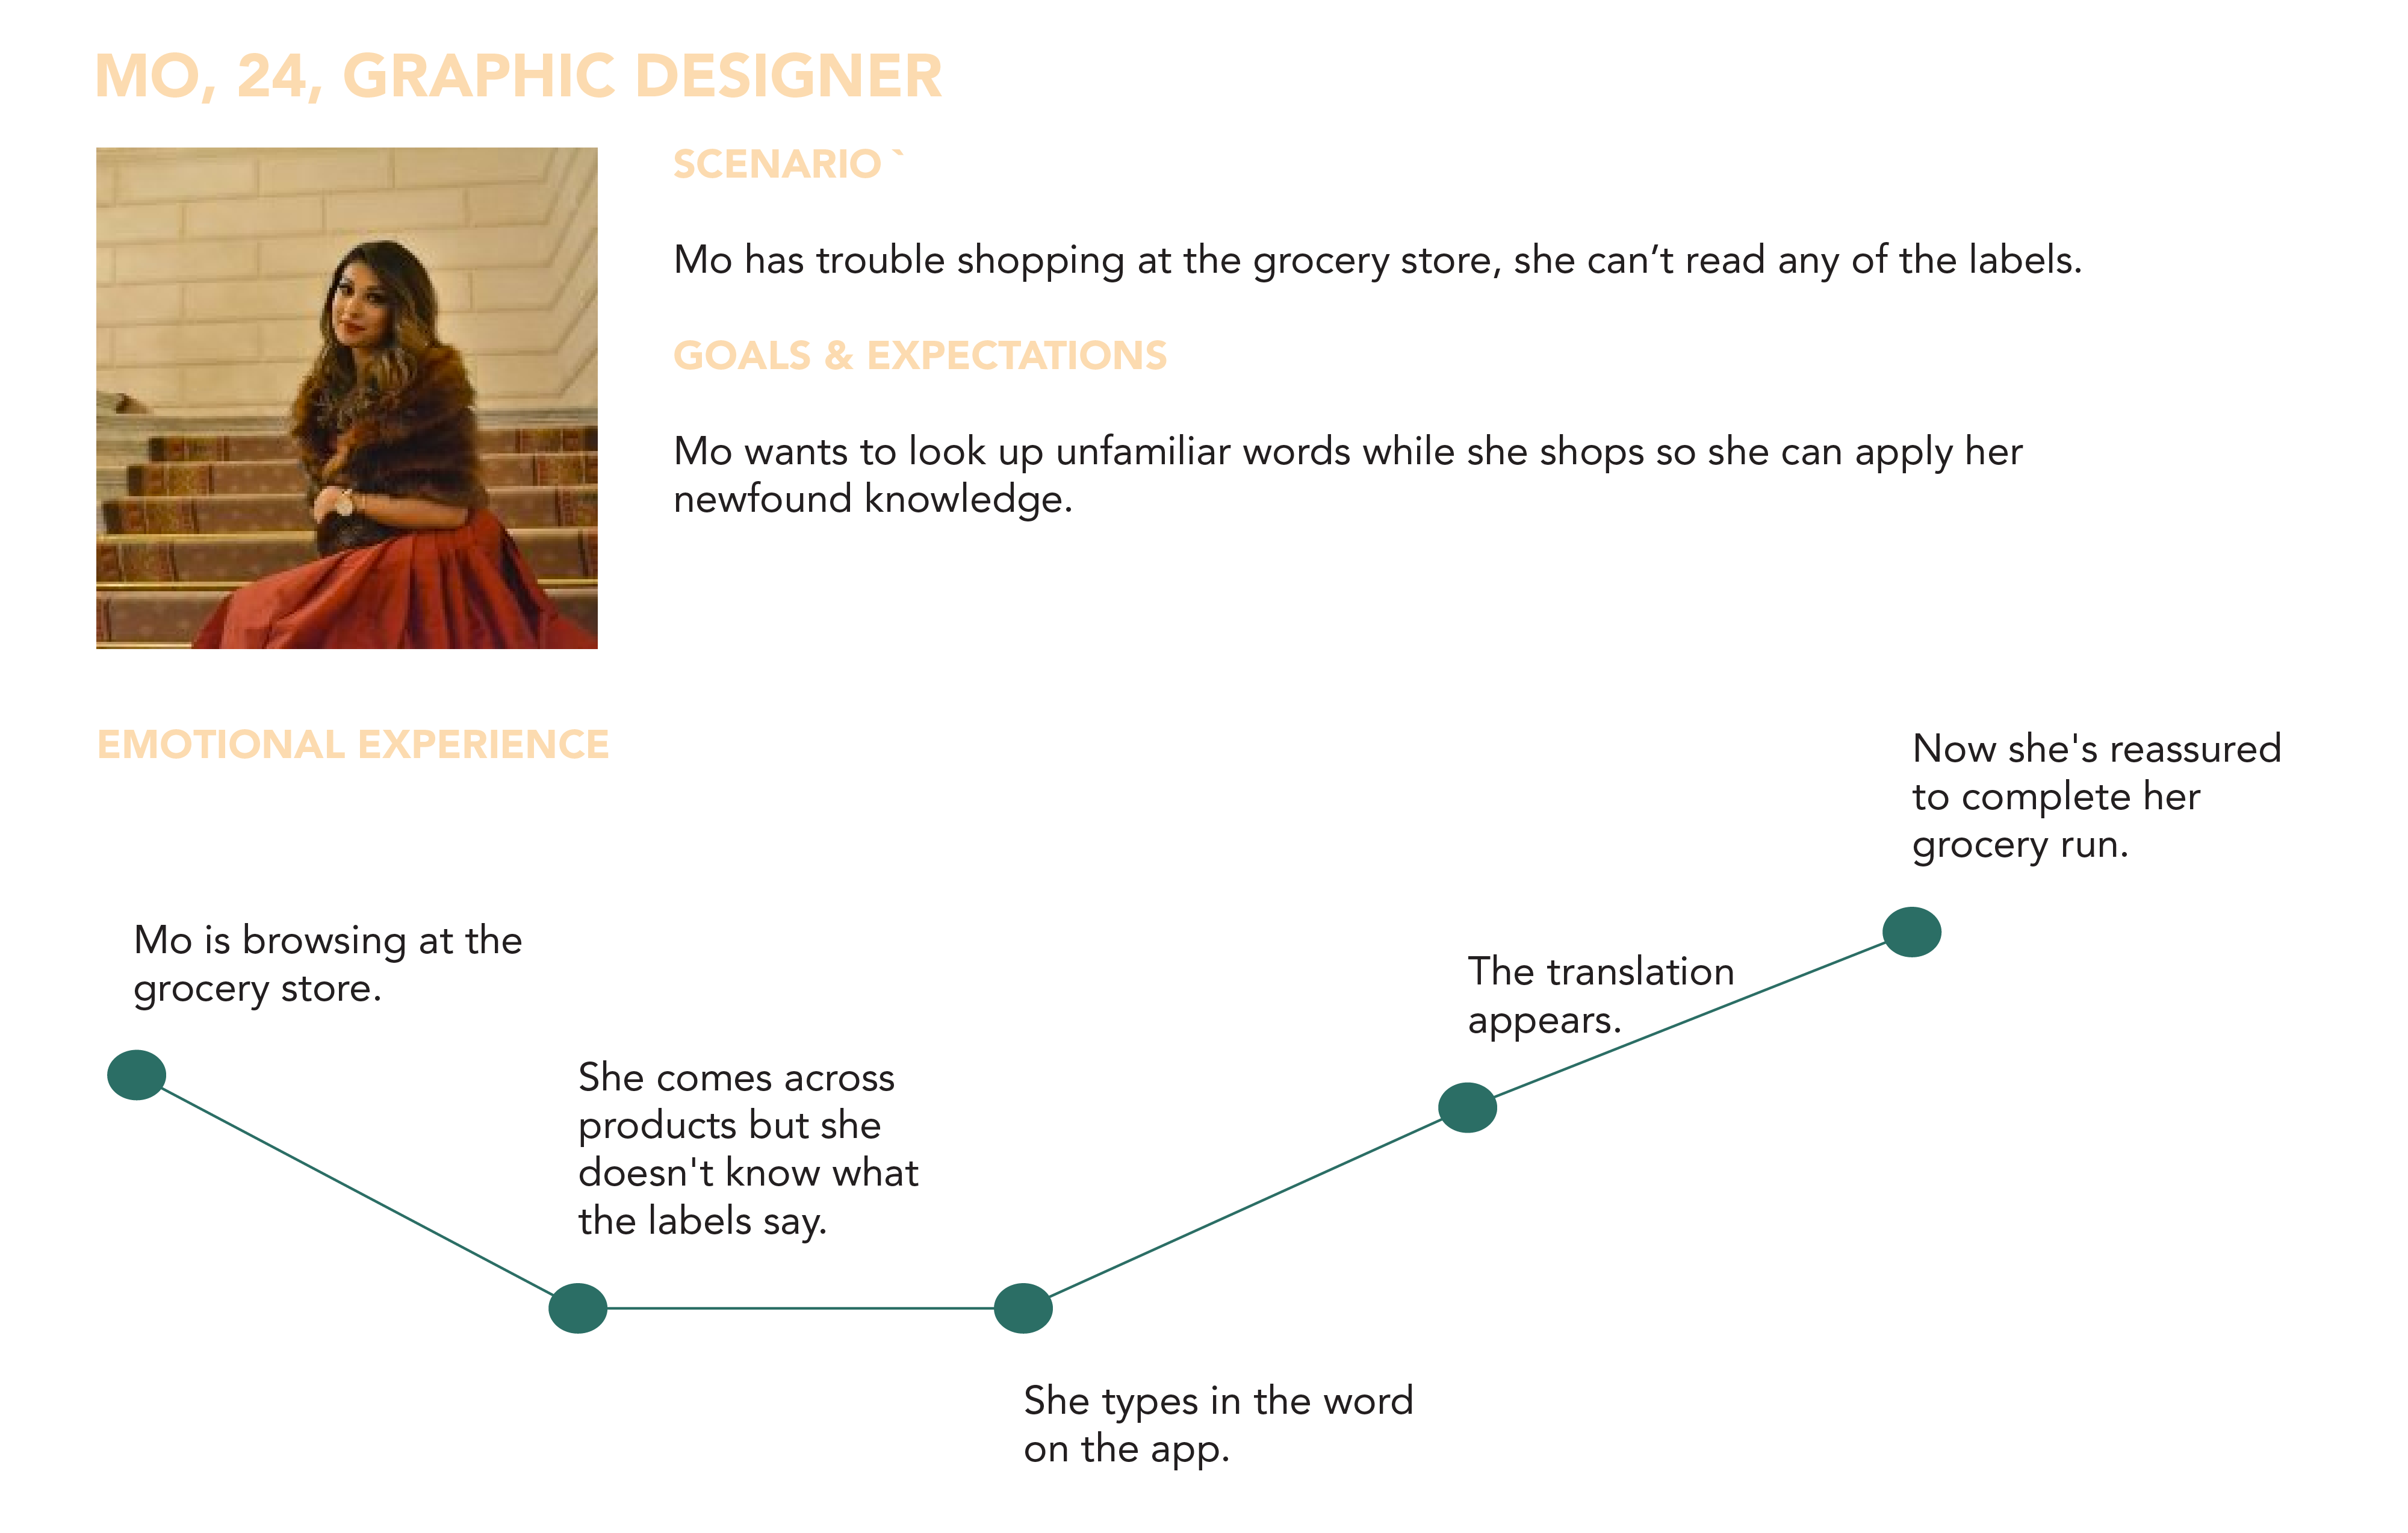 MO, 24, GRAPHIC DESIGNER
SCENARIO `
Mo has trouble shopping at the grocery store, she can’t read any of the labels.
GOALS & EXPECTATIONS
Mo wants to look up unfamiliar words while she shops so she can apply her
newfound knowledge.
EMOTIONAL EXPERIENCE
Mo is browsing at the
grocery store.
She comes across
products but she
doesn't know what
the labels say.
She types in the word
on the app.
The translation
appears.
Now she's reassured
to complete her
grocery run.